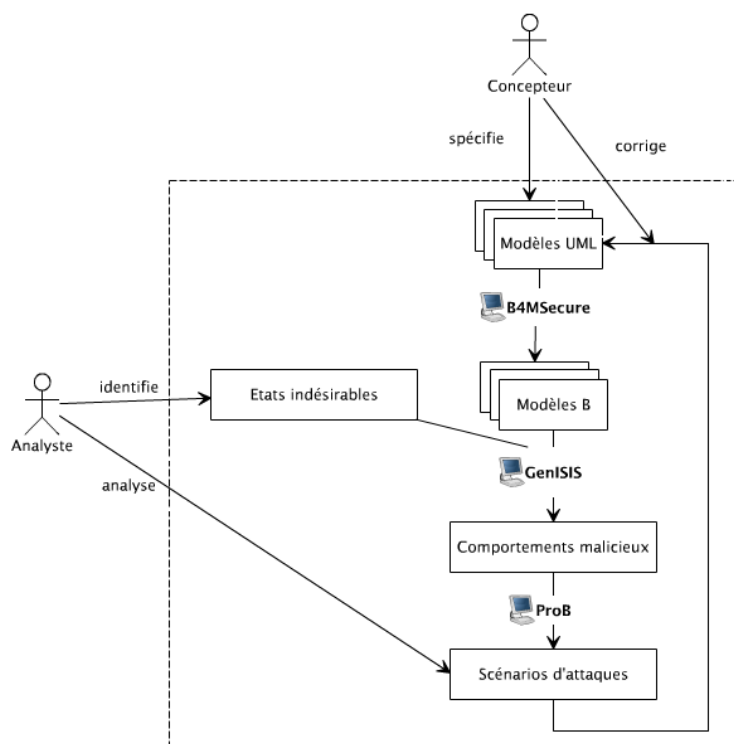 Concepteur
spécifie
corrige
Modèles UML
B4MSecure
identifie
Etats indésirables
Modèles B
Analyste
GenISIS
analyse
Comportements malicieux
ProB
Scénarios d'attaques